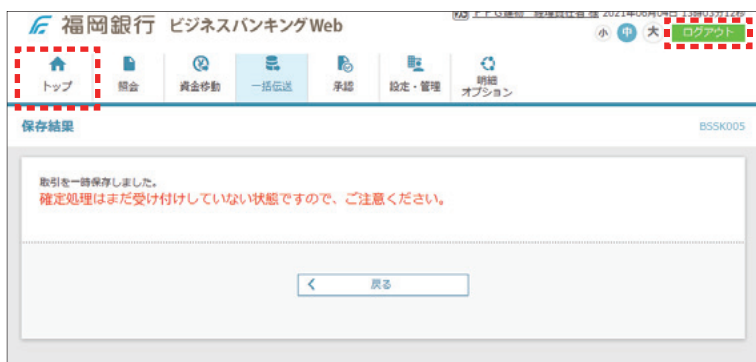 福岡銀行 ビジネスバンキングWeb
小 中 大 ログアウト
トップ 照会 資金移動 一括伝送 承認 設定・管理 明細
オプション
保存結果 BSSK005
取引を一時保存しました。
確定処理はまだ受け付けしていない状態ですので、ご注意ください。
戻る